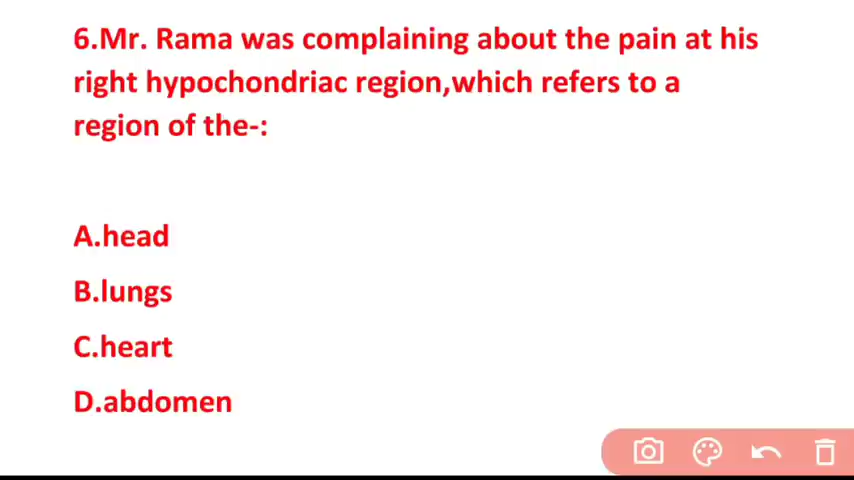 6.Mr. Rama was complaining about the pain at his
right hypochondriac region,which refers to a
region of the-:
A.head
B.lungs
C.heart
D.abdomen